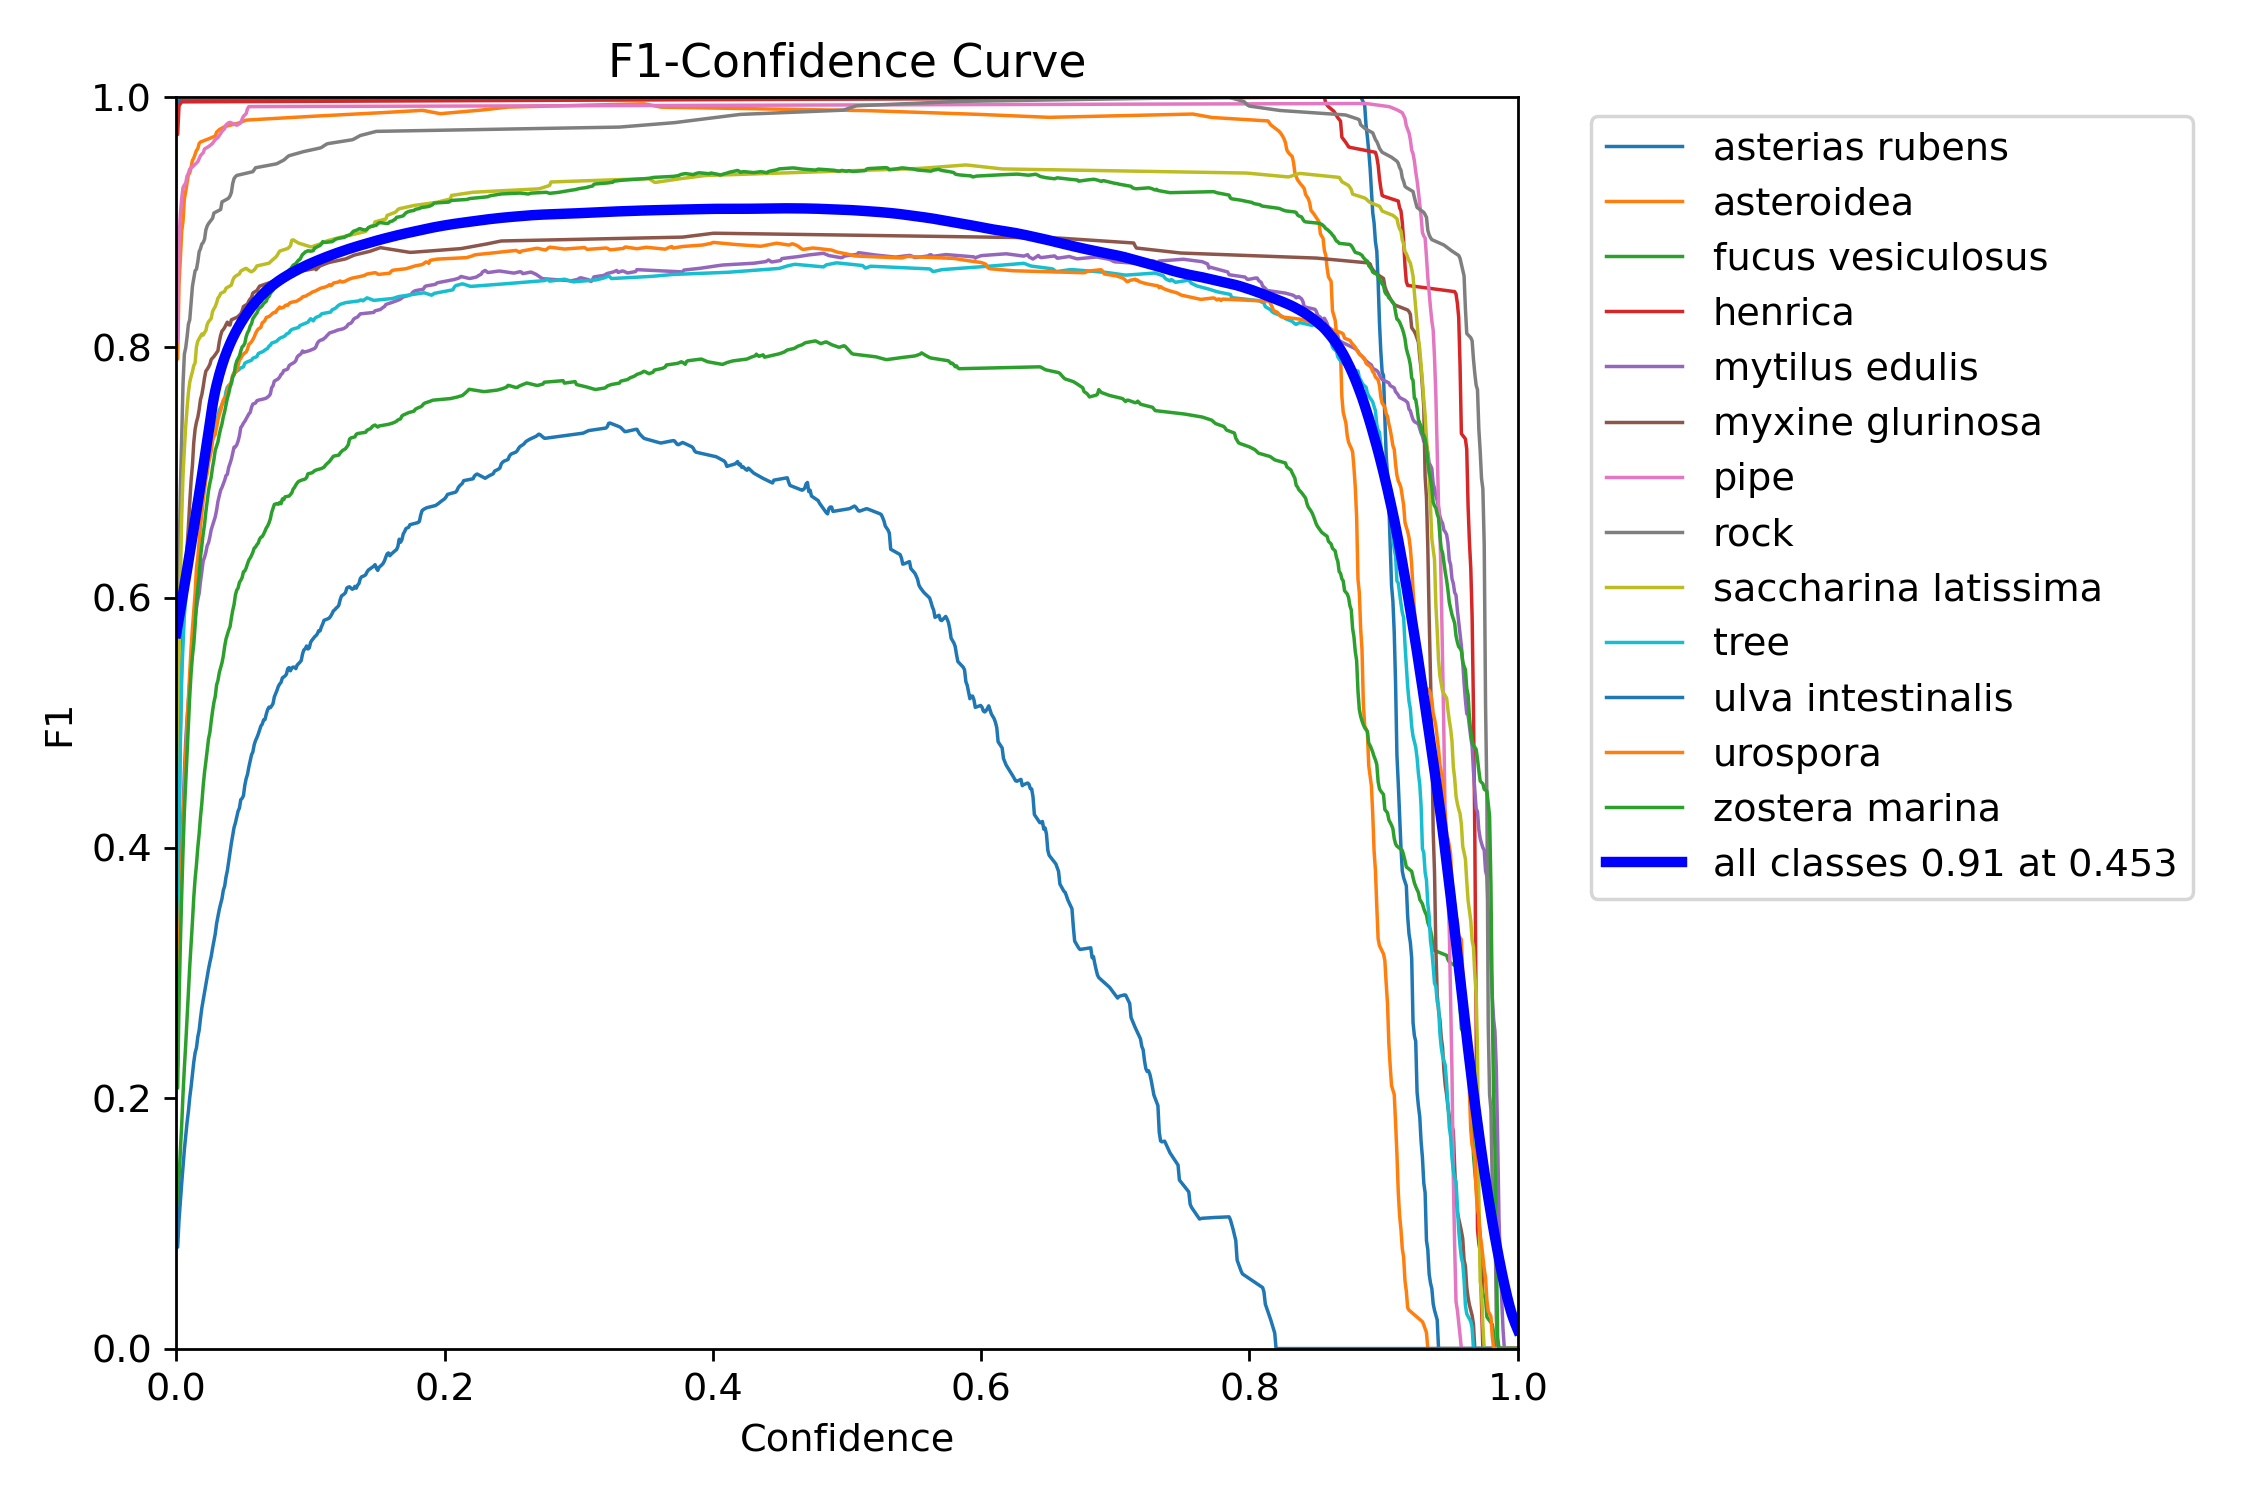 F1-Confidence Curve
1.0
0.8
0.6
0.4
0.2
0.0
F1
0.0 0.2 0.4 0.6 0.8 1.0
Confidence
asterias rubens
asteroidea
fucus vesiculosus
henrica
mytilus edulis
myxine glurinosa
pipe
rock
saccharina latissima
tree
ulva intestinalis
urospora
zostera marina
all classes 0.91 at 0.453